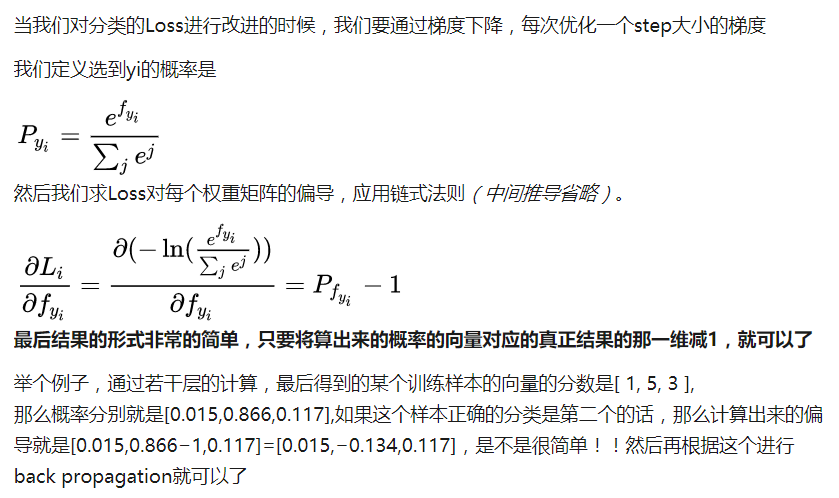 当我们对分类的Loss进行改进的时候，我们要通过梯度下降，每次优化一个step大小的梯度
我们定义选到yi的概率是
P_{y_i} = \frac{e^{f_{y_i}}}{\sum_j e^j}
然后我们求Loss对每个权重矩阵的偏导，应用链式法则（中间推导省略）。
\frac{\partial L_i}{\partial f_{y_i}} = \frac{\partial(-\ln(\frac{e^{f_{y_i}}}{\sum_j e^j}))}{\partial f_{y_i}} = P_{f_{y_i}} - 1
最后结果的形式非常的简单，只要将算出来的概率的向量对应的真正结果的那一维减1，就可以了
举个例子，通过若干层的计算，最后得到的某个训练样本的向量的分数是[ 1, 5, 3 ],
那么概率分别就是[0.015,0.866,0.117],如果这个样本正确的分类是第二个的话，那么计算出来的偏
导就是[0.015,0.866−1,0.117]=[0.015,−0.134,0.117]，是不是很简单！！然后再根据这个进行
back propagation就可以了